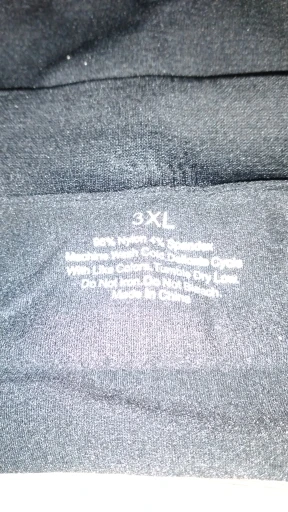 3XL
Nylon Spandex
Machine Wash Cold, Delicate Cycle
With Like Colors, Dry Low
Do Not Iron, Do Not Bleach
Made In China